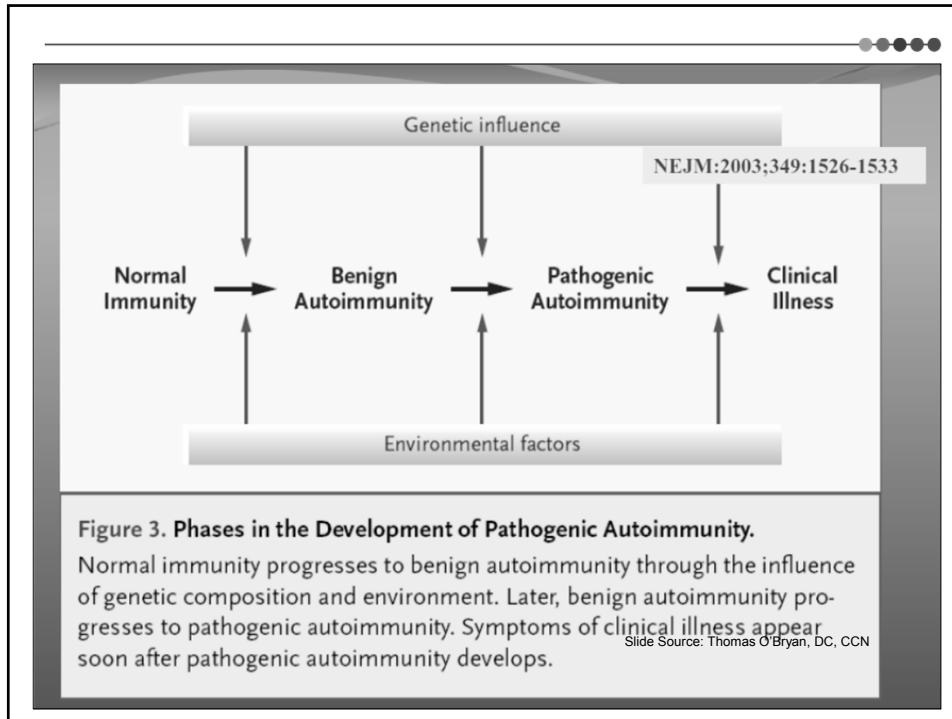 Genetic influence
NEJM:2003;349:1526-1533
Normal Immunity
Benign Autoimmunity
Pathogenic Autoimmunity
Clinical Illness
Environmental factors
Figure 3. Phases in the Development of Pathogenic Autoimmunity.
Normal immunity progresses to benign autoimmunity through the influence
of genetic composition and environment. Later, benign autoimmunity pro-
gresses to pathogenic autoimmunity. Symptoms of clinical illness appear
soon after pathogenic autoimmunity develops.
Slide Source: Thomas O'Bryan, DC, CCN